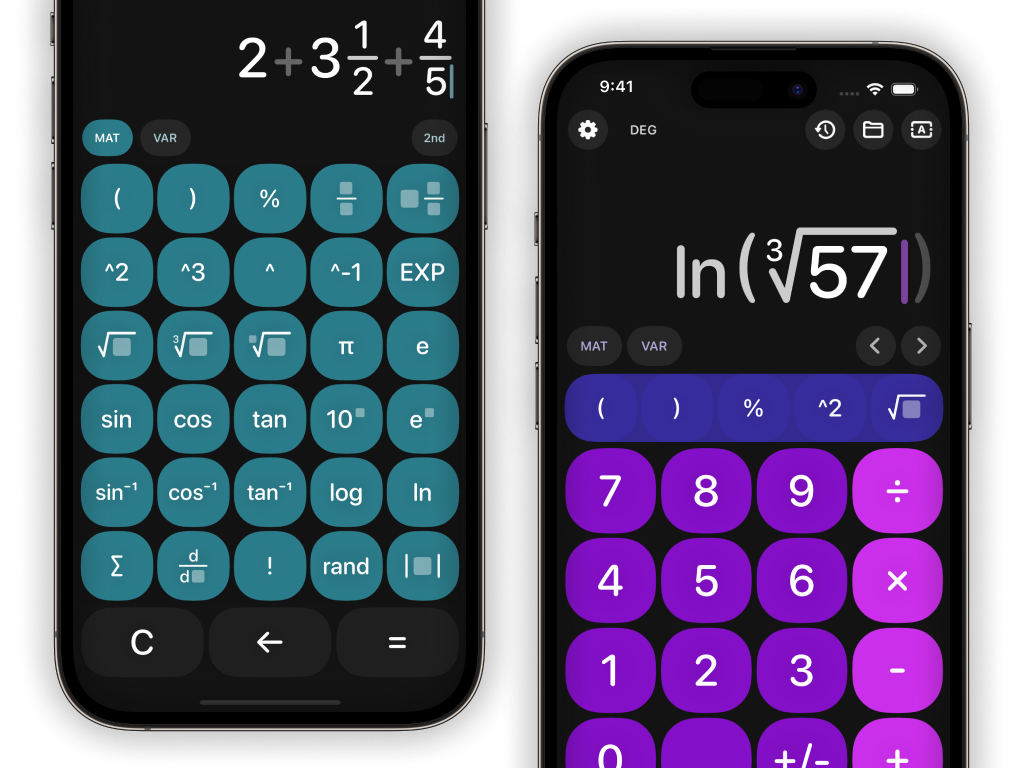 2+3 1/2+4/5
MAT VAR 2nd
( ) %
^2 ^3 ^ ^-1 EXP
√ 3√ √ π e
sin cos tan 10 e
sin⁻¹ cos⁻¹ tan⁻¹ log ln
Σ d/d ! rand | |
C ← =
9:41
DEG A
ln(3√57)
MAT VAR < >
( ) % ^2 √
7 8 9 ÷
4 5 6 ×
1 2 3 -
0 +/- +